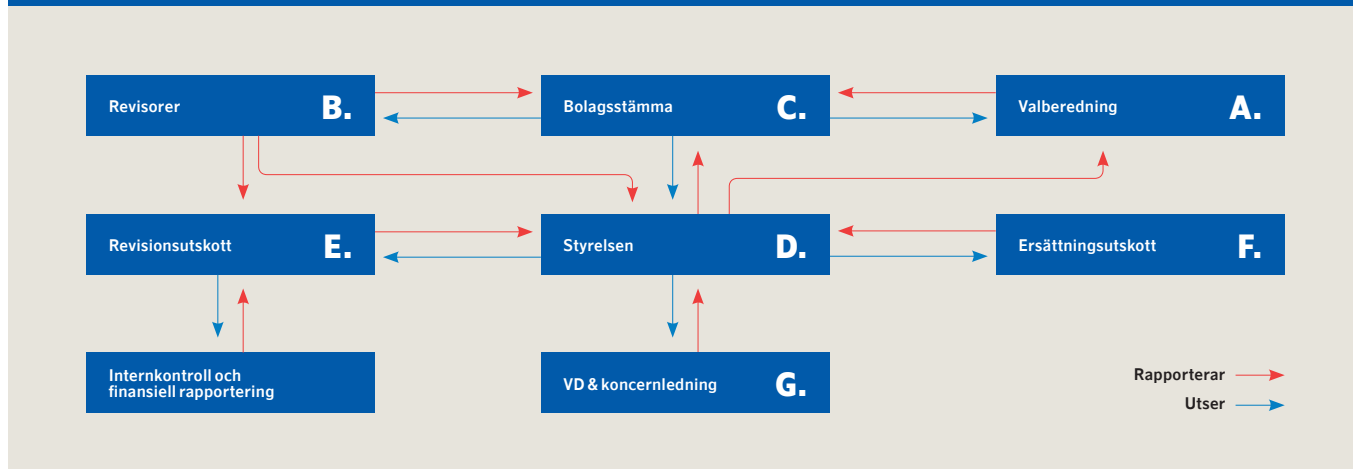 Revisorer B.
Bolagsstämma C.
Valberedning A.
Revisionsutskott E.
Styrelsen D.
Ersättningsutskott F.
Internkontroll och
finansiell rapportering
VD & koncernledning G.
Rapporterar
Utser